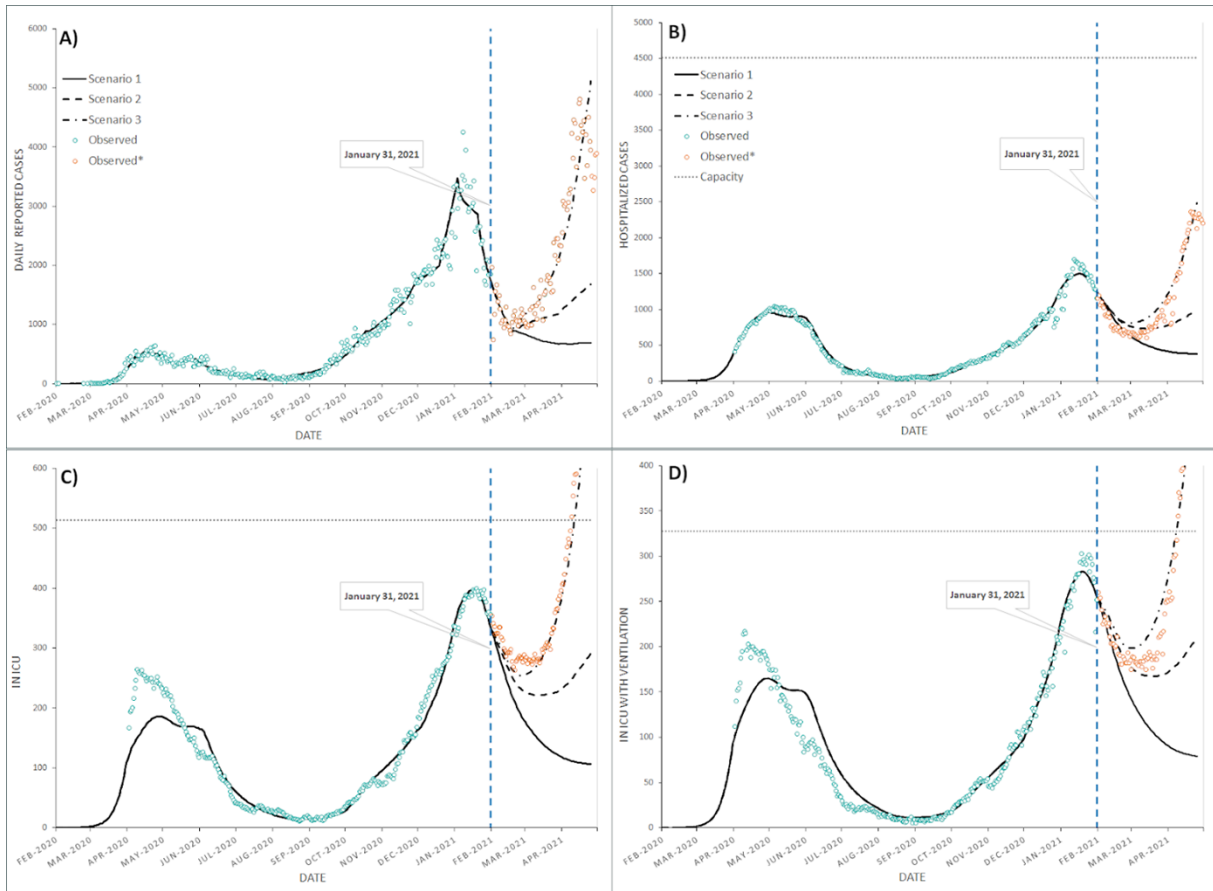 A)
DAILY REPORTED CASES
6000
5000
4000
3000
2000
1000
0
Scenario 1
Scenario 2
Scenario 3
Observed
Observed*
January 31, 2021
FEB-2020
MAR-2020
APR-2020
MAY-2020
JUN-2020
JUL-2020
AUG-2020
SEP-2020
OCT-2020
NOV-2020
DEC-2020
JAN-2021
FEB-2021
MAR-2021
APR-2021
DATE
B)
HOSPITALIZED CASES
5000
4500
4000
3500
3000
2500
2000
1500
1000
500
0
Scenario 1
Scenario 2
Scenario 3
Observed
Observed*
Capacity
January 31, 2021
FEB-2020
MAR-2020
APR-2020
MAY-2020
JUN-2020
JUL-2020
AUG-2020
SEP-2020
OCT-2020
NOV-2020
DEC-2020
JAN-2021
FEB-2021
MAR-2021
APR-2021
DATE
C)
IN ICU
600
500
400
300
200
100
0
January 31, 2021
FEB-2020
MAR-2020
APR-2020
MAY-2020
JUN-2020
JUL-2020
AUG-2020
SEP-2020
OCT-2020
NOV-2020
DEC-2020
JAN-2021
FEB-2021
MAR-2021
APR-2021
DATE
D)
IN ICU WITH VENTILATION
400
350
300
250
200
150
100
50
0
January 31, 2021
FEB-2020
MAR-2020
APR-2020
MAY-2020
JUN-2020
JUL-2020
AUG-2020
SEP-2020
OCT-2020
NOV-2020
DEC-2020
JAN-2021
FEB-2021
MAR-2021
APR-2021
DATE